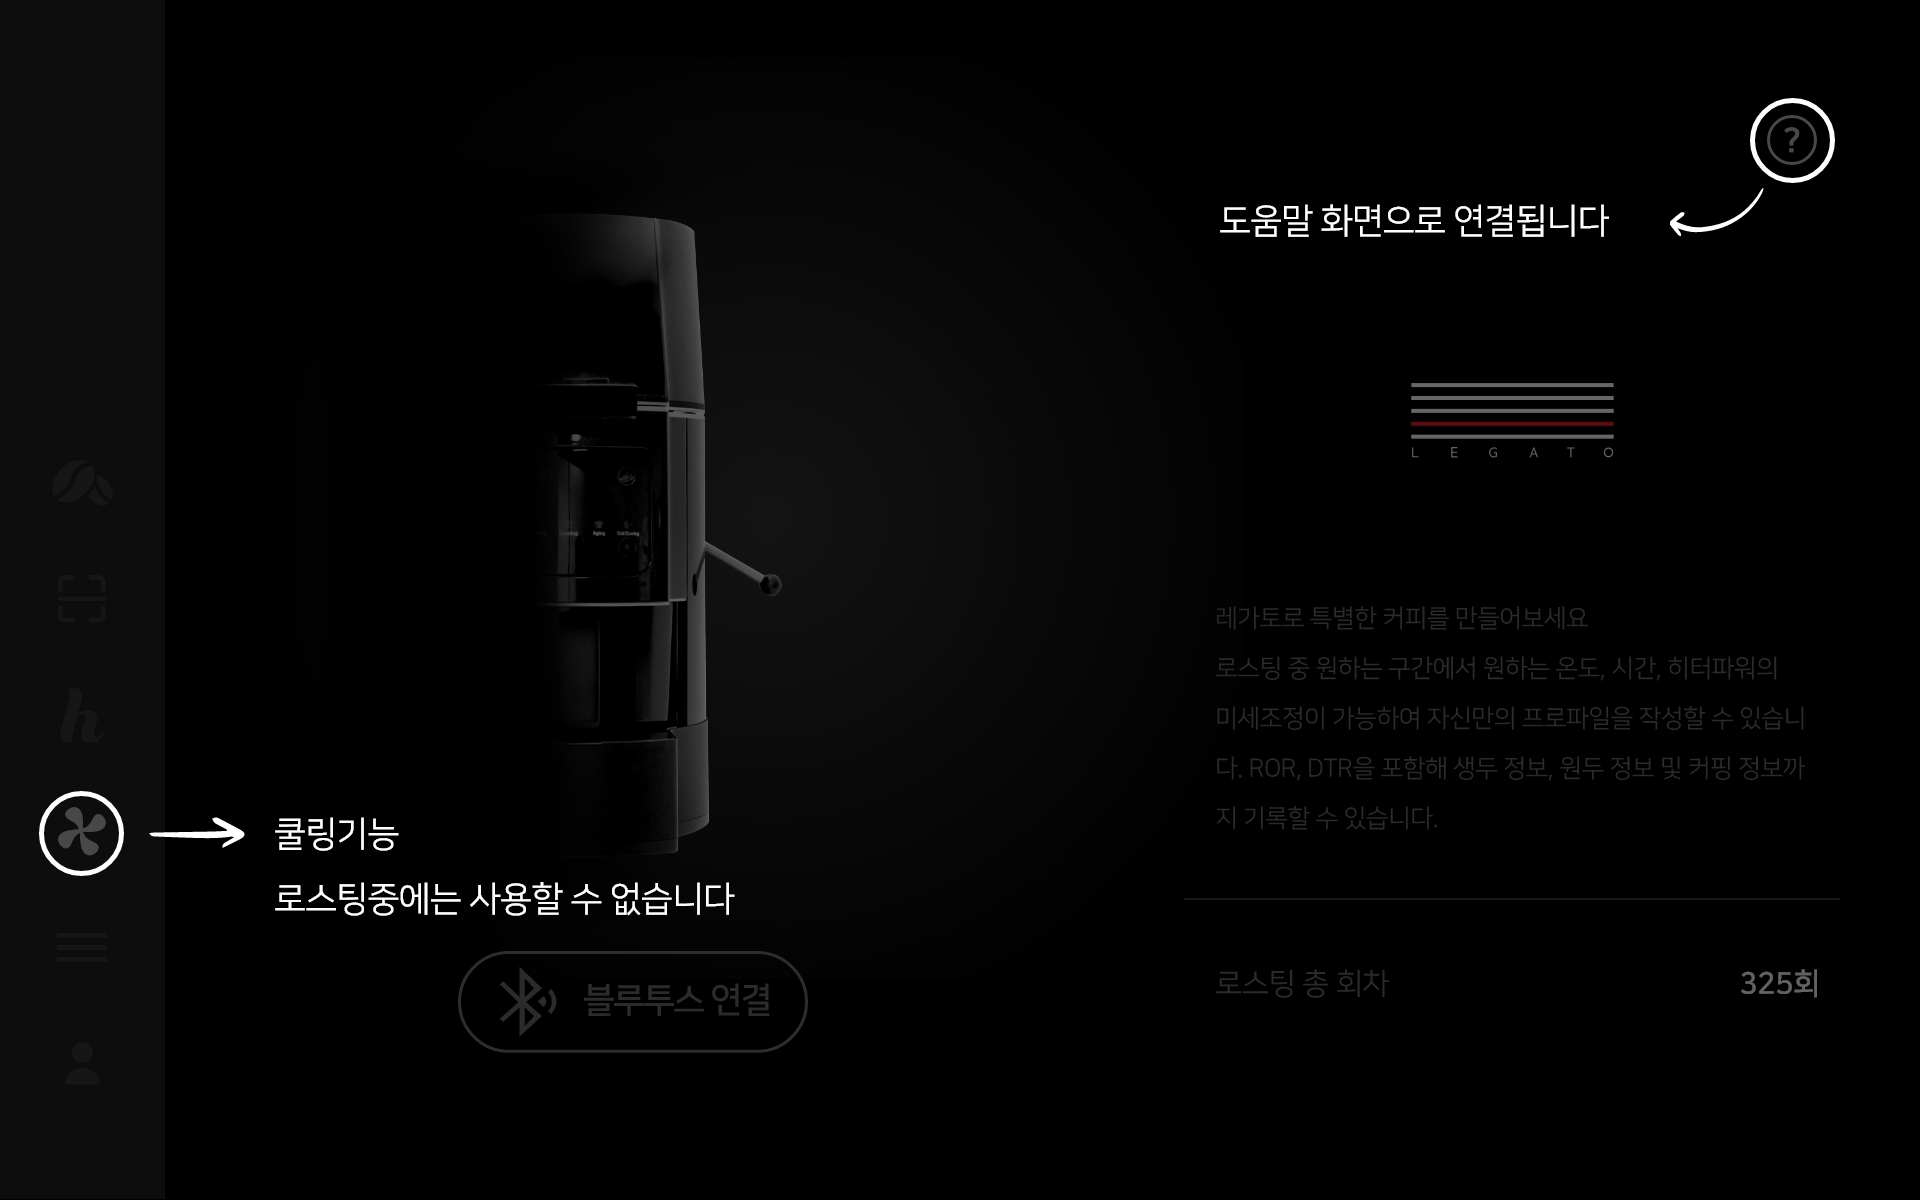 ?
도움말 화면으로 연결됩니다
LEGATO
Aging
레가토로 특별한 커피를 만들어보세요
로스팅 중 원하는 구간에서 원하는 온도, 시간, 히터파워의
미세조정이 가능하여 자신만의 프로파일을 작성할 수 있습니
다. ROR, DTR을 포함해 생두 정보, 원두 정보 및 커핑 정보까
지 기록할 수 있습니다.
h
쿨링기능
로스팅중에는 사용할 수 없습니다
블루투스 연결
로스팅 총 회차
325회